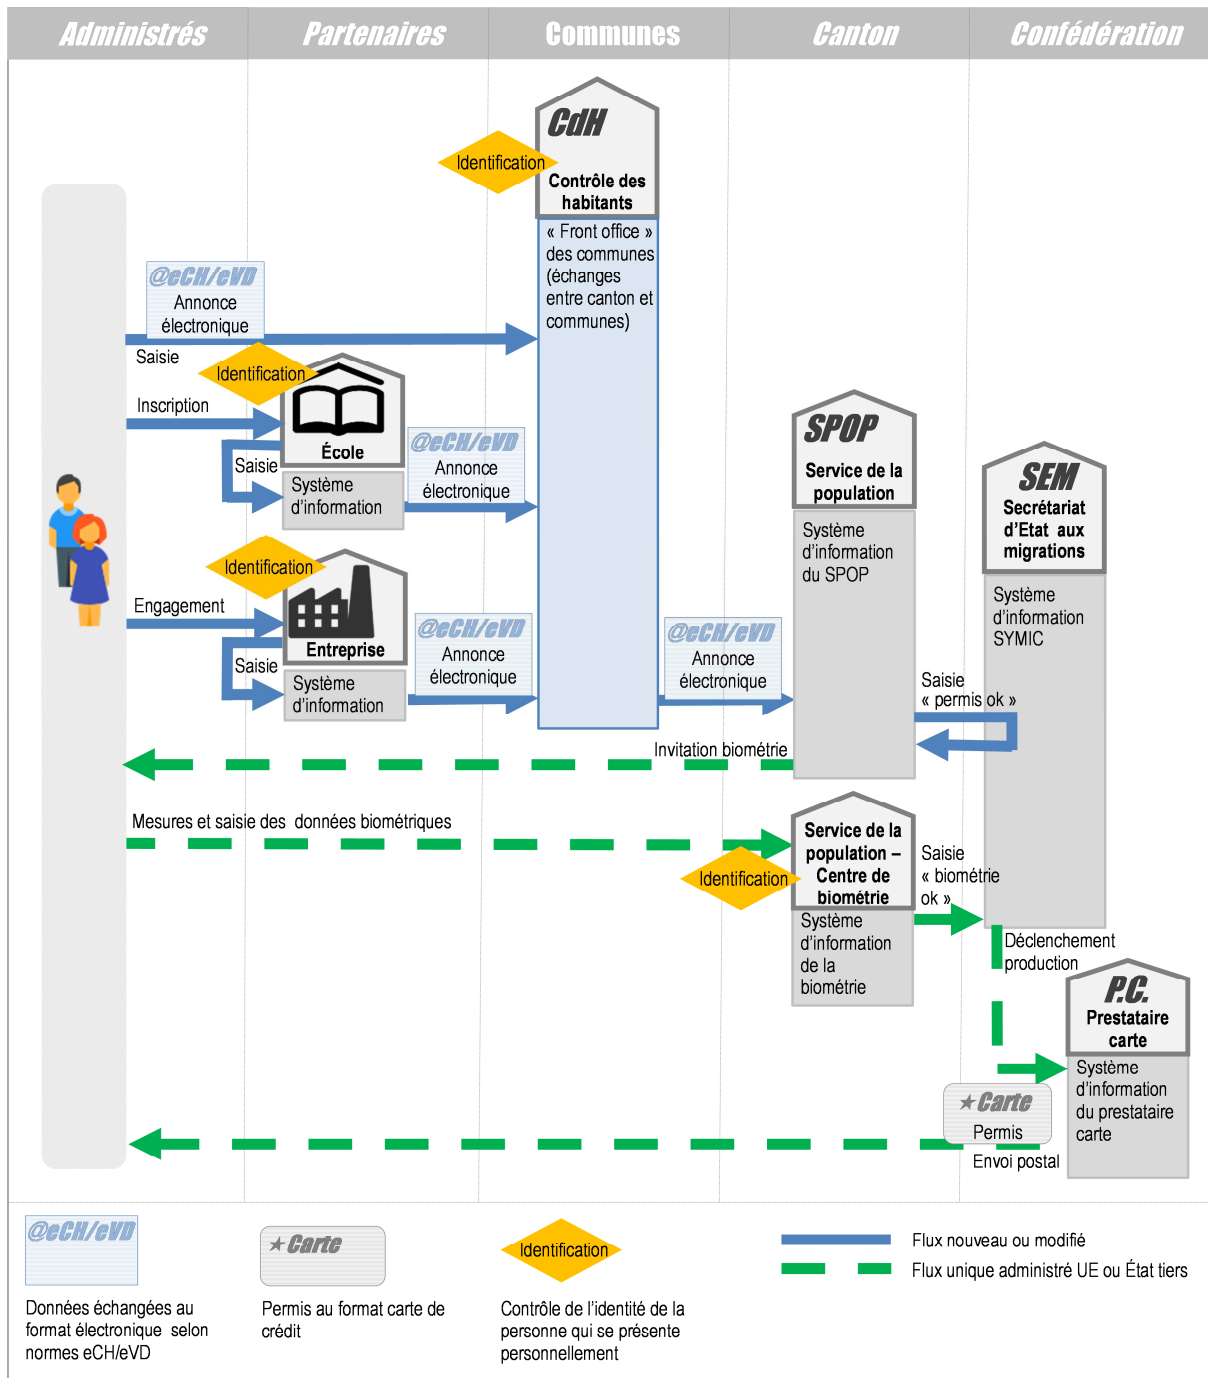 Administrés
Partenaires
Communes
Canton
Confédération
CdH
Identification
Contrôle des
habitants
« Front office »
des communes
(échanges
entre canton et
communes)
@eCH/eVD
Annonce
électronique
Saisie
Identification
Inscription
École
Saisie
Système
d'information
@eCH/eVD
Annonce
électronique
SPOP
Service de la
population
Système
d'information
du SPOP
SEM
Secrétariat
d'Etat aux
migrations
Système
d'information
SYMIC
Identification
Engagement
Entreprise
Saisie
Système
d'information
@eCH/eVD
Annonce
électronique
@eCH/eVD
Annonce
électronique
Saisie
« permis ok »
Invitation biométrie
Mesures et saisie des données biométriques
Service de la
population –
Centre de
biométrie
Identification
Saisie
« biométrie
ok »
Système
d'information
de la
biométrie
Déclenchement
production
P.C.
Prestataire
carte
Système
d'information
du prestataire
carte
★Carte
Permis
Envoi postal
@eCH/eVD
Données échangées au
format électronique selon
normes eCH/eVD
★Carte
Permis au format carte de
crédit
Identification
Contrôle de l'identité de la
personne qui se présente
personnellement
Flux nouveau ou modifié
Flux unique administré UE ou État tiers